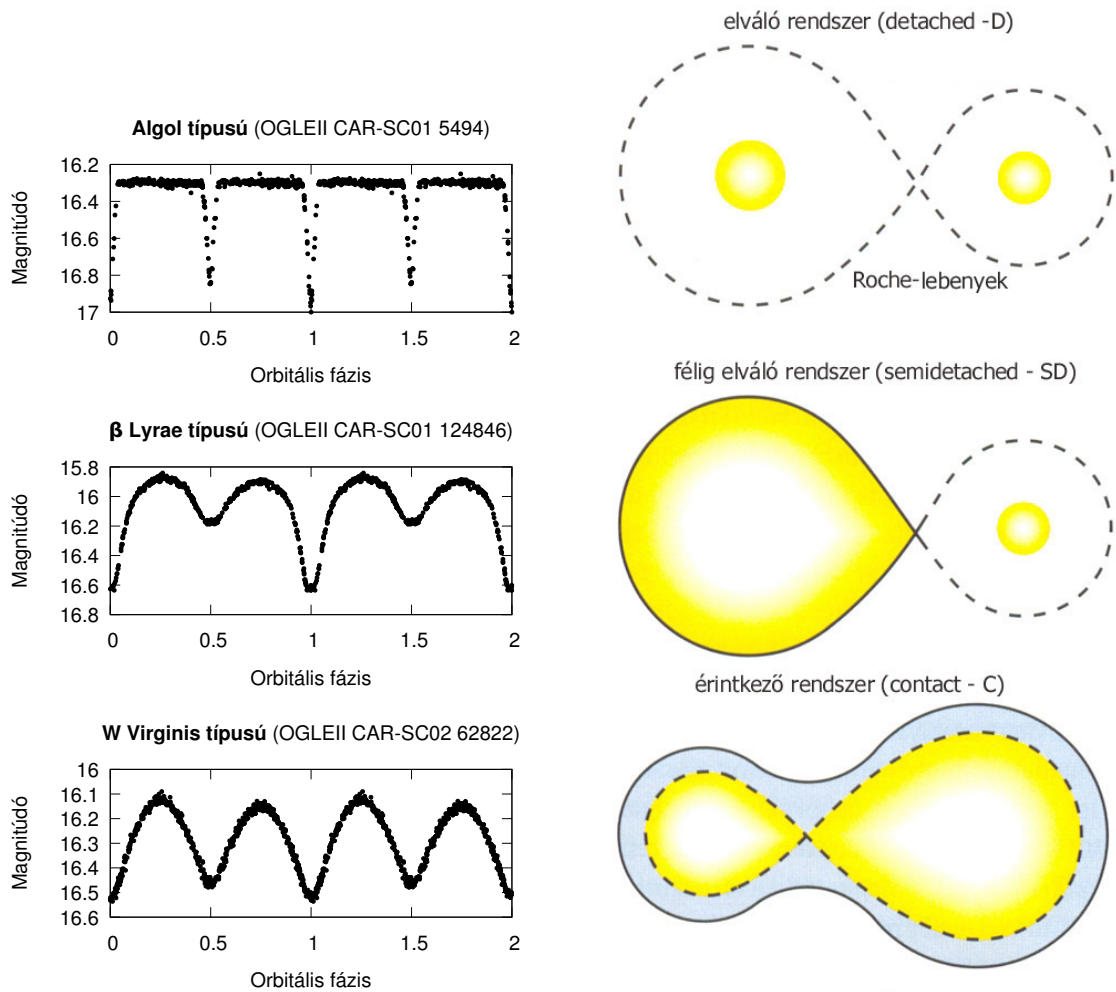 Algol típusú (OGLEII CAR-SC01 5494)
Magnitúdó
16.2
16.4
16.6
16.8
17
0 0.5 1 1.5 2
Orbitális fázis
β Lyrae típusú (OGLEII CAR-SC01 124846)
Magnitúdó
15.8
16
16.2
16.4
16.6
16.8
0 0.5 1 1.5 2
Orbitális fázis
W Virginis típusú (OGLEII CAR-SC02 62822)
Magnitúdó
16
16.1
16.2
16.3
16.4
16.5
16.6
0 0.5 1 1.5 2
Orbitális fázis
elváló rendszer (detached -D)
Roche-lebenyek
félig elváló rendszer (semidetached - SD)
érintkező rendszer (contact - C)